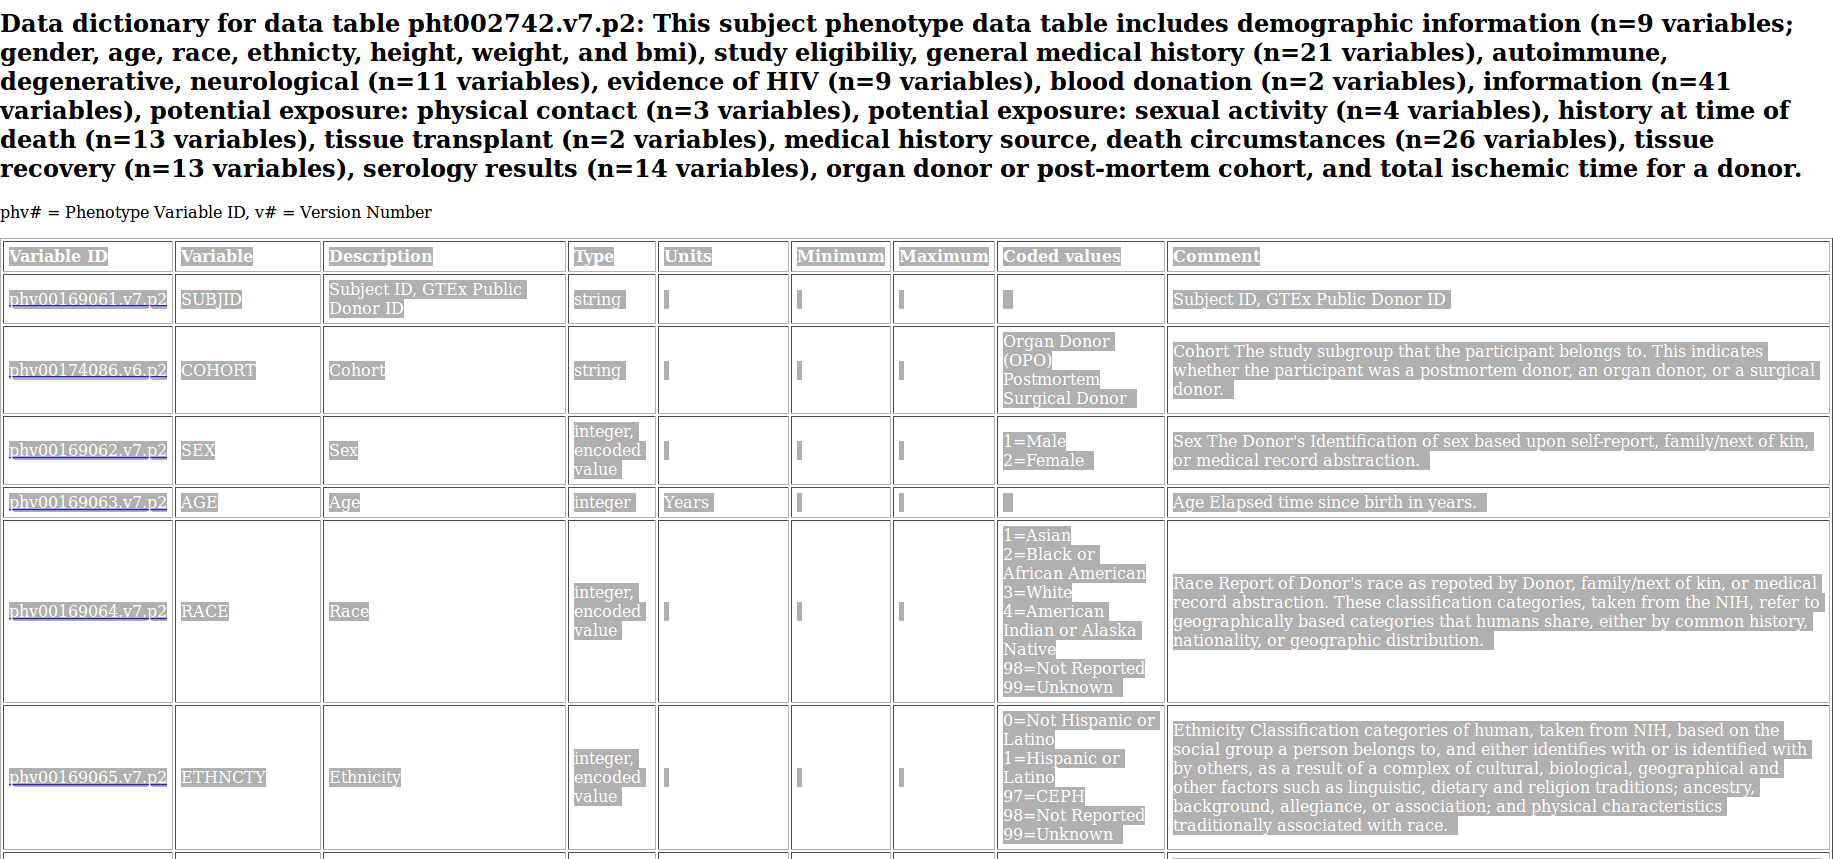 Data dictionary for data table pht002742.v7.p2: This subject phenotype data table includes demographic information (n=9 variables;
gender, age, race, ethnicty, height, weight, and bmi), study eligibiliy, general medical history (n=21 variables), autoimmune,
degenerative, neurological (n=11 variables), evidence of HIV (n=9 variables), blood donation (n=2 variables), information (n=41
variables), potential exposure: physical contact (n=3 variables), potential exposure: sexual activity (n=4 variables), history at time of
death (n=13 variables), tissue transplant (n=2 variables), medical history source, death circumstances (n=26 variables), tissue
recovery (n=13 variables), serology results (n=14 variables), organ donor or post-mortem cohort, and total ischemic time for a donor.
phv# = Phenotype Variable ID, v# = Version Number
Variable ID Variable Description Type Units Minimum Maximum Coded values Comment
phv00169061.v7.p2
SUBJID
Subject ID, GTEx Public
Donor ID
string
Subject ID, GTEx Public Donor ID
phv00174086.v6.p2
COHORT
Cohort
string
Organ Donor
(OPO)
Postmortem
Surgical Donor
Cohort The study subgroup that the participant belongs to. This indicates
whether the participant was a postmortem donor, an organ donor, or a surgical
donor.
phv00169062.v7.p2
SEX
Sex
integer,
encoded
value
1=Male
2=Female
Sex The Donor's Identification of sex based upon self-report, family/next of kin,
or medical record abstraction.
phv00169063.v7.p2
AGE
Age
integer
Years
Age Elapsed time since birth in years.
phv00169064.v7.p2
RACE
Race
integer,
encoded
value
1=Asian
2=Black or
African American
3=White
4=American
Indian or Alaska
Native
98=Not Reported
99=Unknown
Race Report of Donor's race as repoted by Donor, family/next of kin, or medical
record abstraction. These classification categories, taken from the NIH, refer to
geographically based categories that humans share, either by common history,
nationality, or geographic distribution.
phv00169065.v7.p2
ETHNCTY
Ethnicity
integer,
encoded
value
0=Not Hispanic or
Latino
1=Hispanic or
Latino
97=CEPH
98=Not Reported
99=Unknown
Ethnicity Classification categories of human, taken from NIH, based on the
social group a person belongs to, and either identifies with or is identified with
by others, as a result of a complex of cultural, biological, geographical and
other factors such as linguistic, dietary and religion traditions; ancestry,
background, allegiance, or association; and physical characteristics
traditionally associated with race.